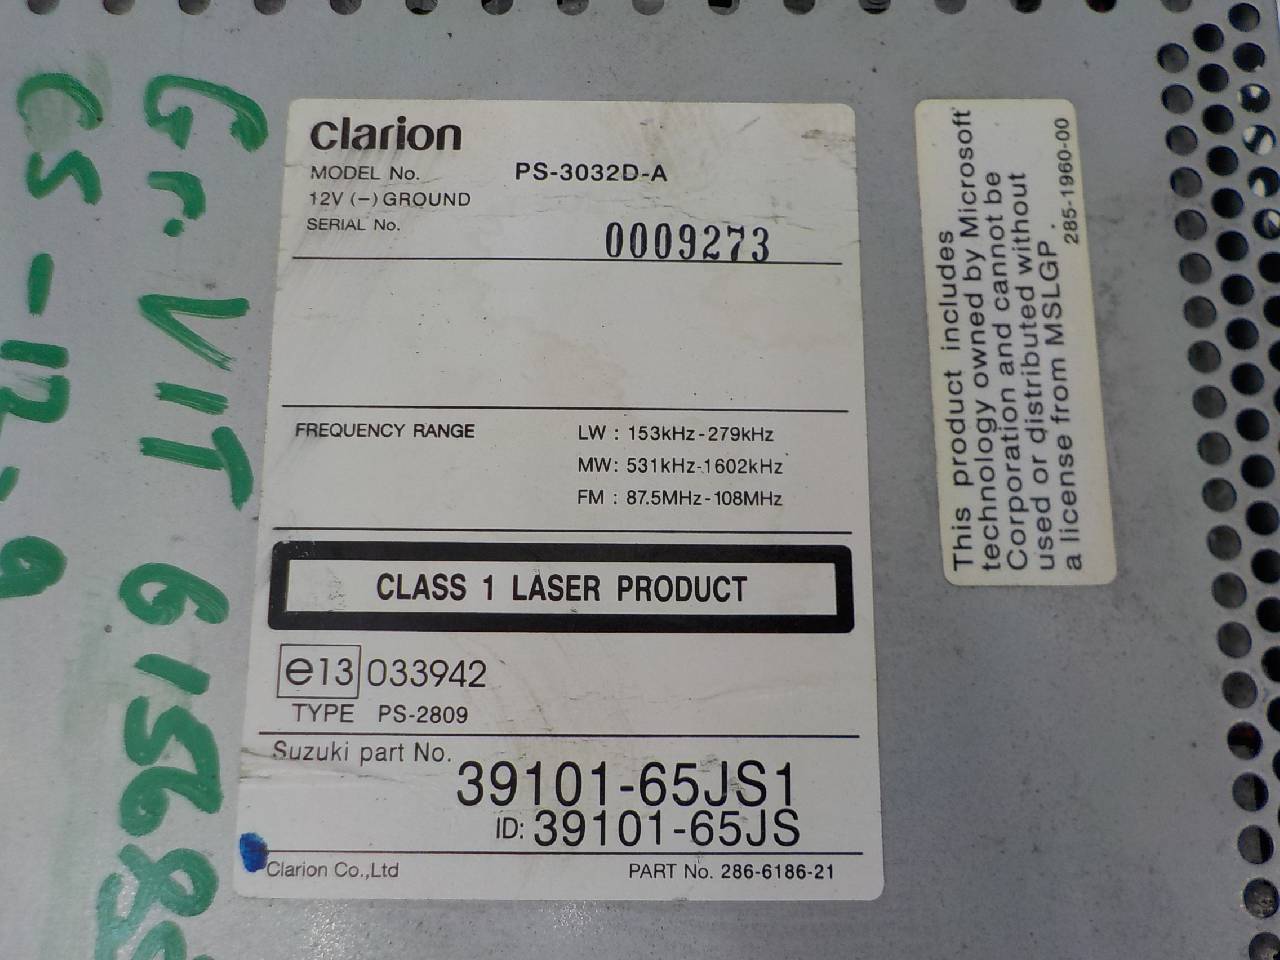 Clarion
MODEL No. PS-3032D-A
12V (-) GROUND
SERIAL No. 0009273
FREQUENCY RANGE LW : 153kHz-279kHz
MW: 531kHz-1602kHz
FM : 87.5MHz-108MHz
CLASS 1 LASER PRODUCT
e13 033942
TYPE PS-2809
Suzuki part No. 39101-65JS1
ID: 39101-65JS
Clarion Co.,Ltd PART No. 286-6186-21
This product includes
technology owned by Microsoft
Corporation and cannot be
used or distributed without
a license from MSLGP.
285-1960-00
Gr. VIT